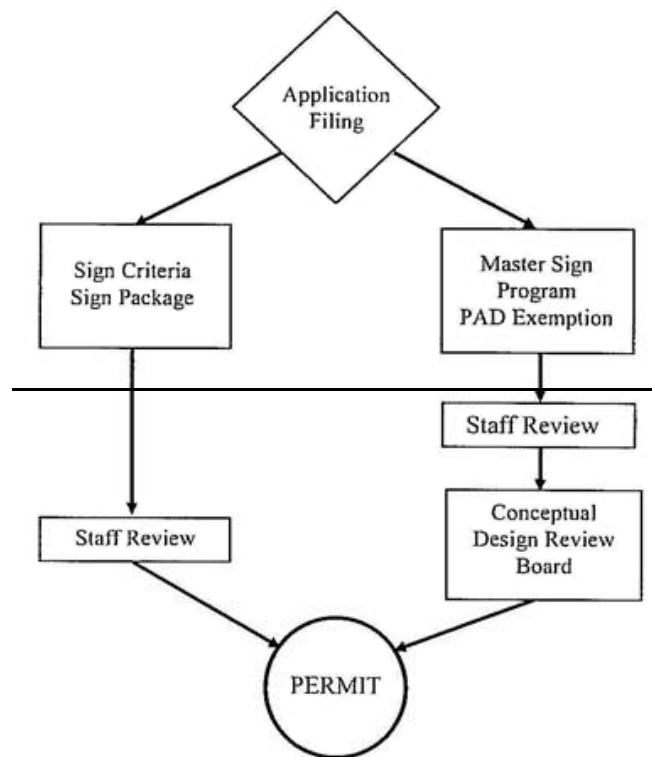 Application
Filing
Sign Criteria
Sign Package
Master Sign
Program
PAD Exemption
Staff Review
Staff Review
Conceptual
Design Review
Board
PERMIT